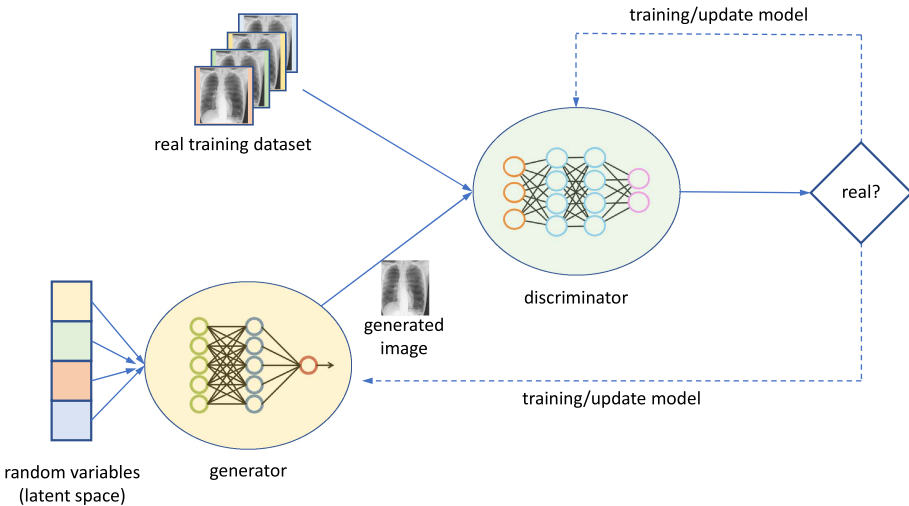 training/update model
real training dataset
real?
discriminator
generated
image
training/update model
generator
random variables
(latent space)